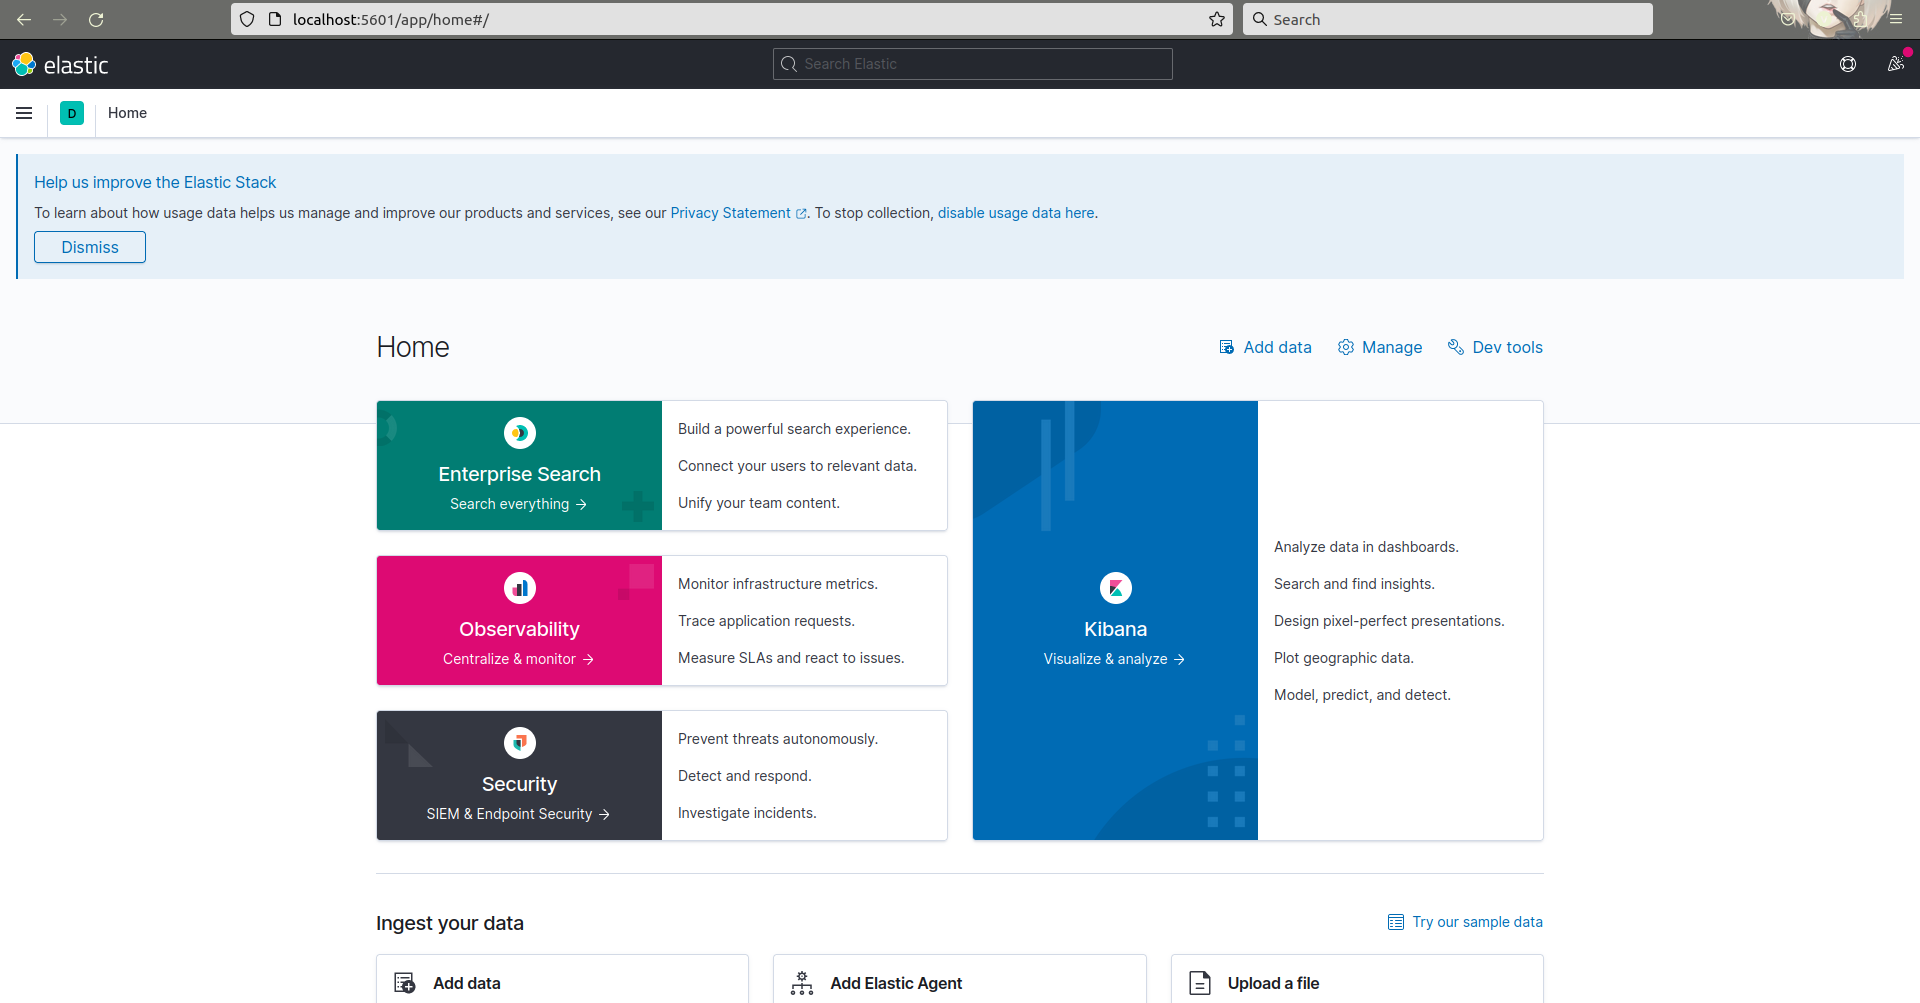 localhost:5601/app/home#/
Search
elastic
Search Elastic
D
Home
Help us improve the Elastic Stack
To learn about how usage data helps us manage and improve our products and services, see our Privacy Statement. To stop collection, disable usage data here.
Dismiss
Home
Add data
Manage
Dev tools
Enterprise Search
Search everything →
Build a powerful search experience.
Connect your users to relevant data.
Unify your team content.
Observability
Centralize & monitor →
Monitor infrastructure metrics.
Trace application requests.
Measure SLAs and react to issues.
Security
SIEM & Endpoint Security →
Prevent threats autonomously.
Detect and respond.
Investigate incidents.
Kibana
Visualize & analyze →
Analyze data in dashboards.
Search and find insights.
Design pixel-perfect presentations.
Plot geographic data.
Model, predict, and detect.
Ingest your data
Try our sample data
Add data
Add Elastic Agent
Upload a file